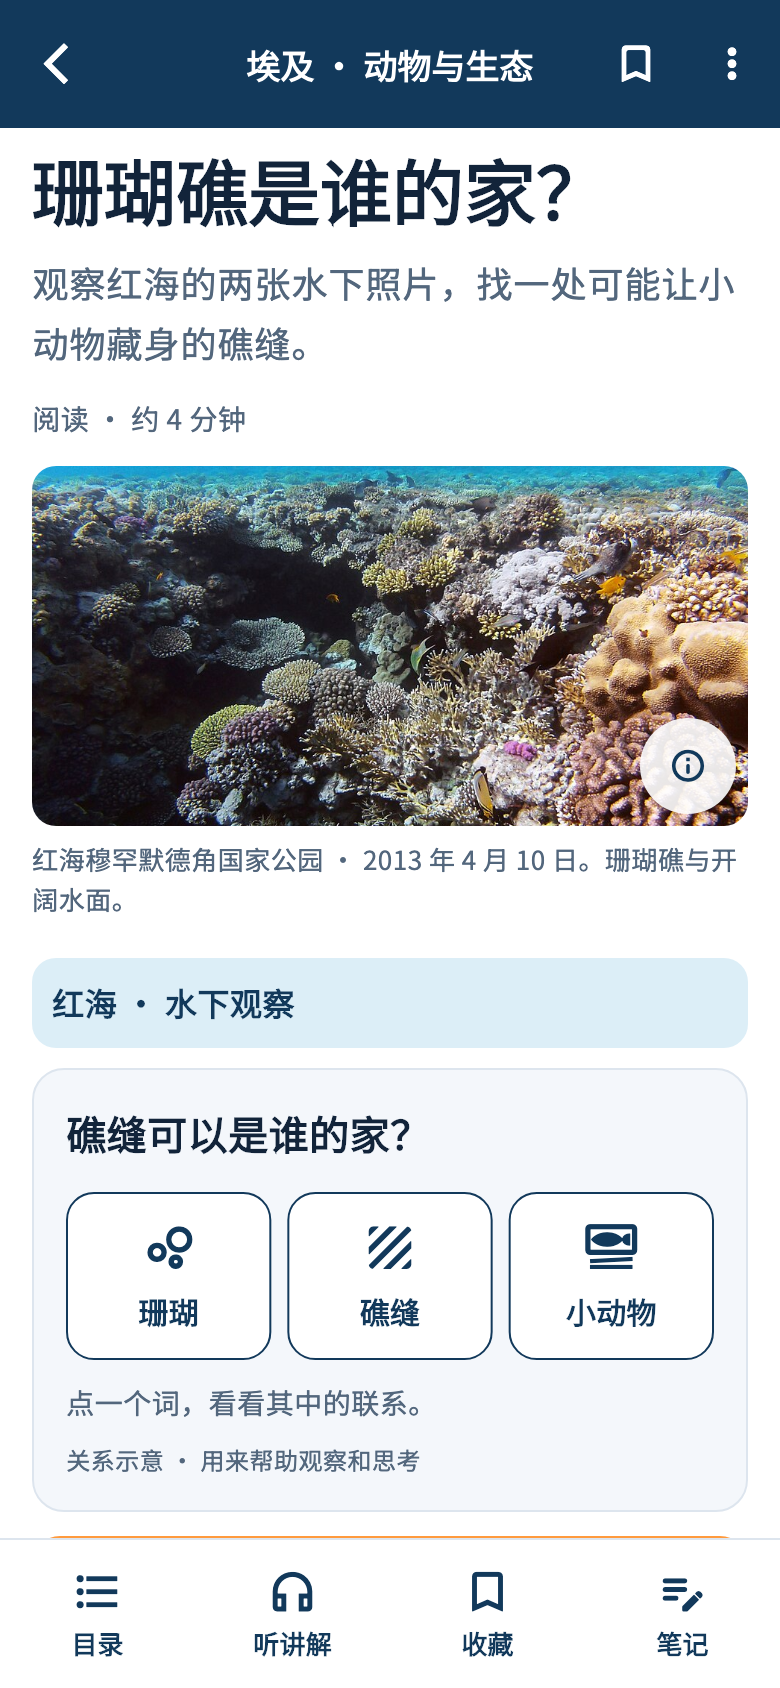 埃及 · 动物与生态
珊瑚礁是谁的家？
观察红海的两张水下照片，找一处可能让小
动物藏身的礁缝。
阅读 · 约 4 分钟
红海穆罕默德角国家公园 · 2013 年 4 月 10 日。珊瑚礁与开
阔水面。
红海 · 水下观察
礁缝可以是谁的家？
珊瑚
礁缝
小动物
点一个词，看看其中的联系。
关系示意 · 用来帮助观察和思考
目录
听讲解
收藏
笔记